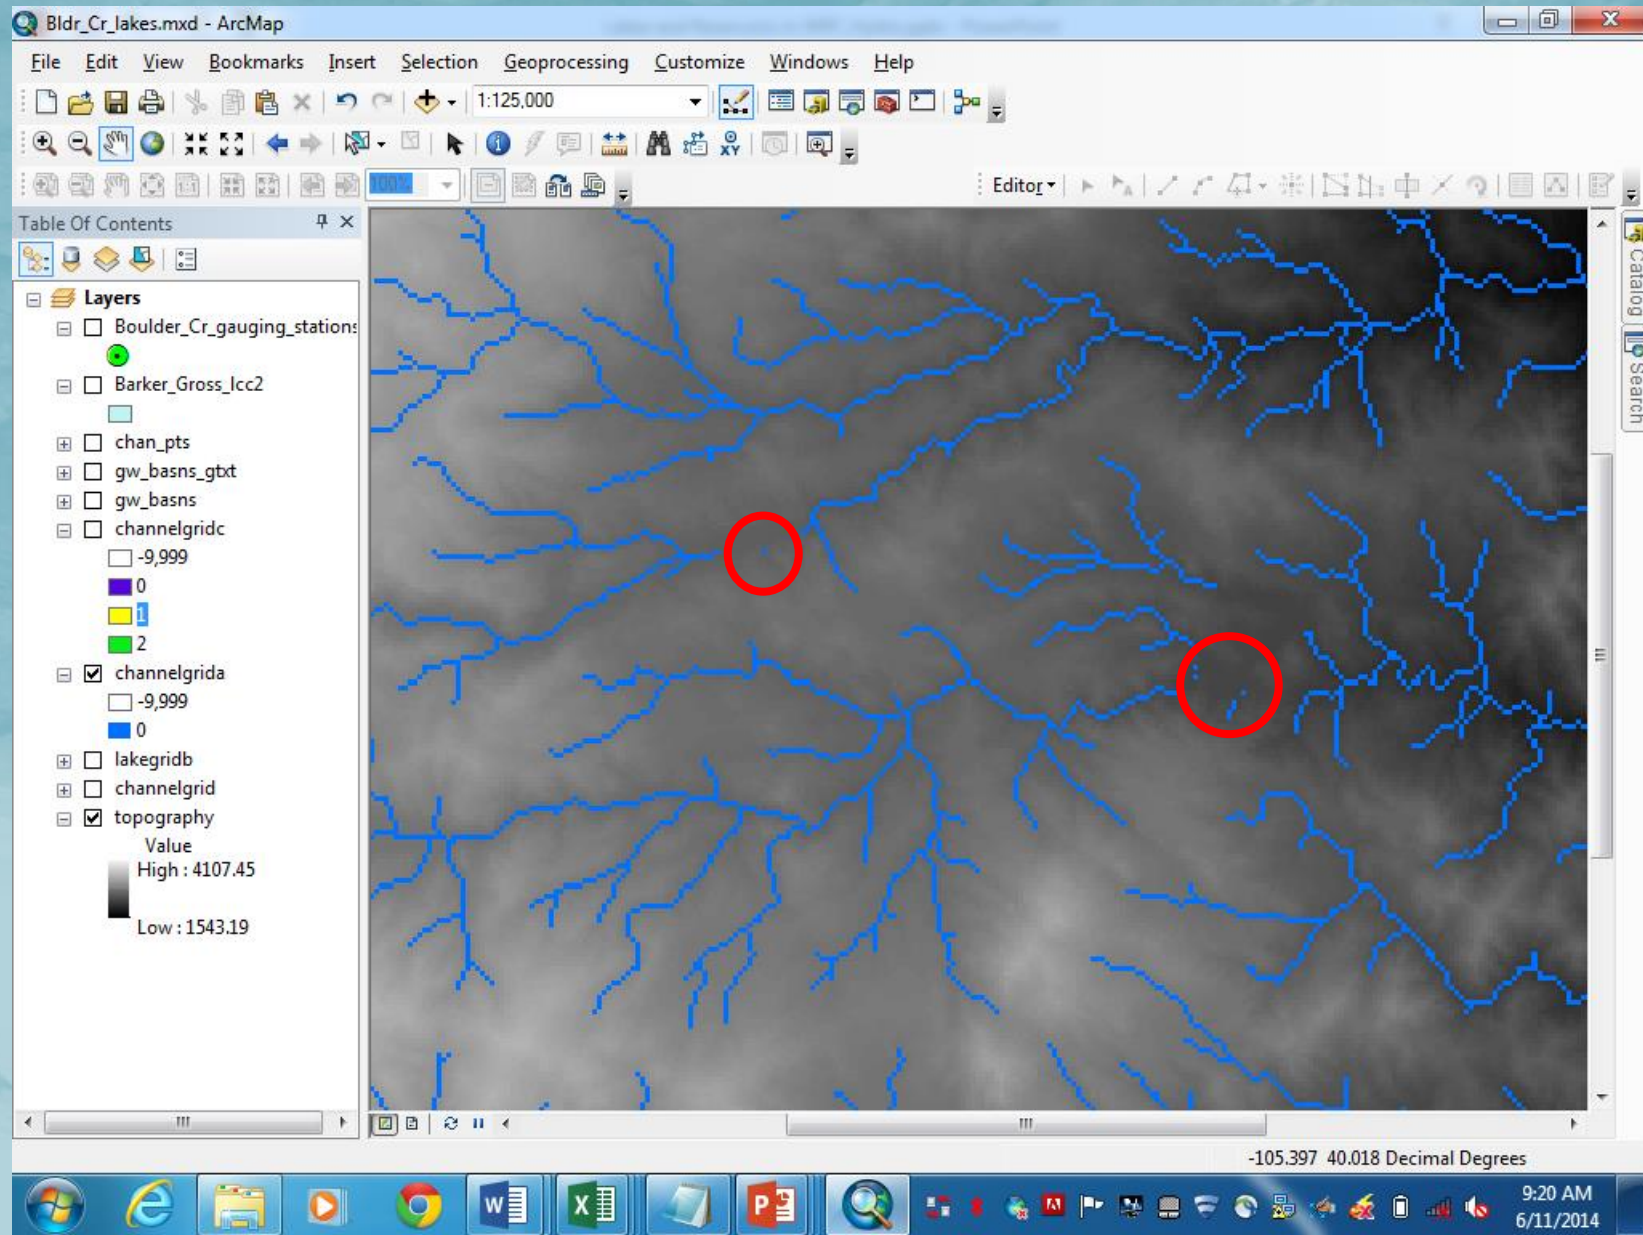 Bldr_Cr_lakes.mxd - ArcMap
File Edit View Bookmarks Insert Selection Geoprocessing Customize Windows Help
1:125,000
XY
100%
Editor
Table Of Contents
Layers
Boulder_Cr_gauging_stations
Barker_Gross_lcc2
chan_pts
gw_basns_gtxt
gw_basns
channelgridc
-9,999
0
1
2
channelgrida
-9,999
0
lakegridb
channelgrid
topography
Value
High : 4107.45
Low : 1543.19
Catalog
Search
-105.397 40.018 Decimal Degrees
9:20 AM
6/11/2014